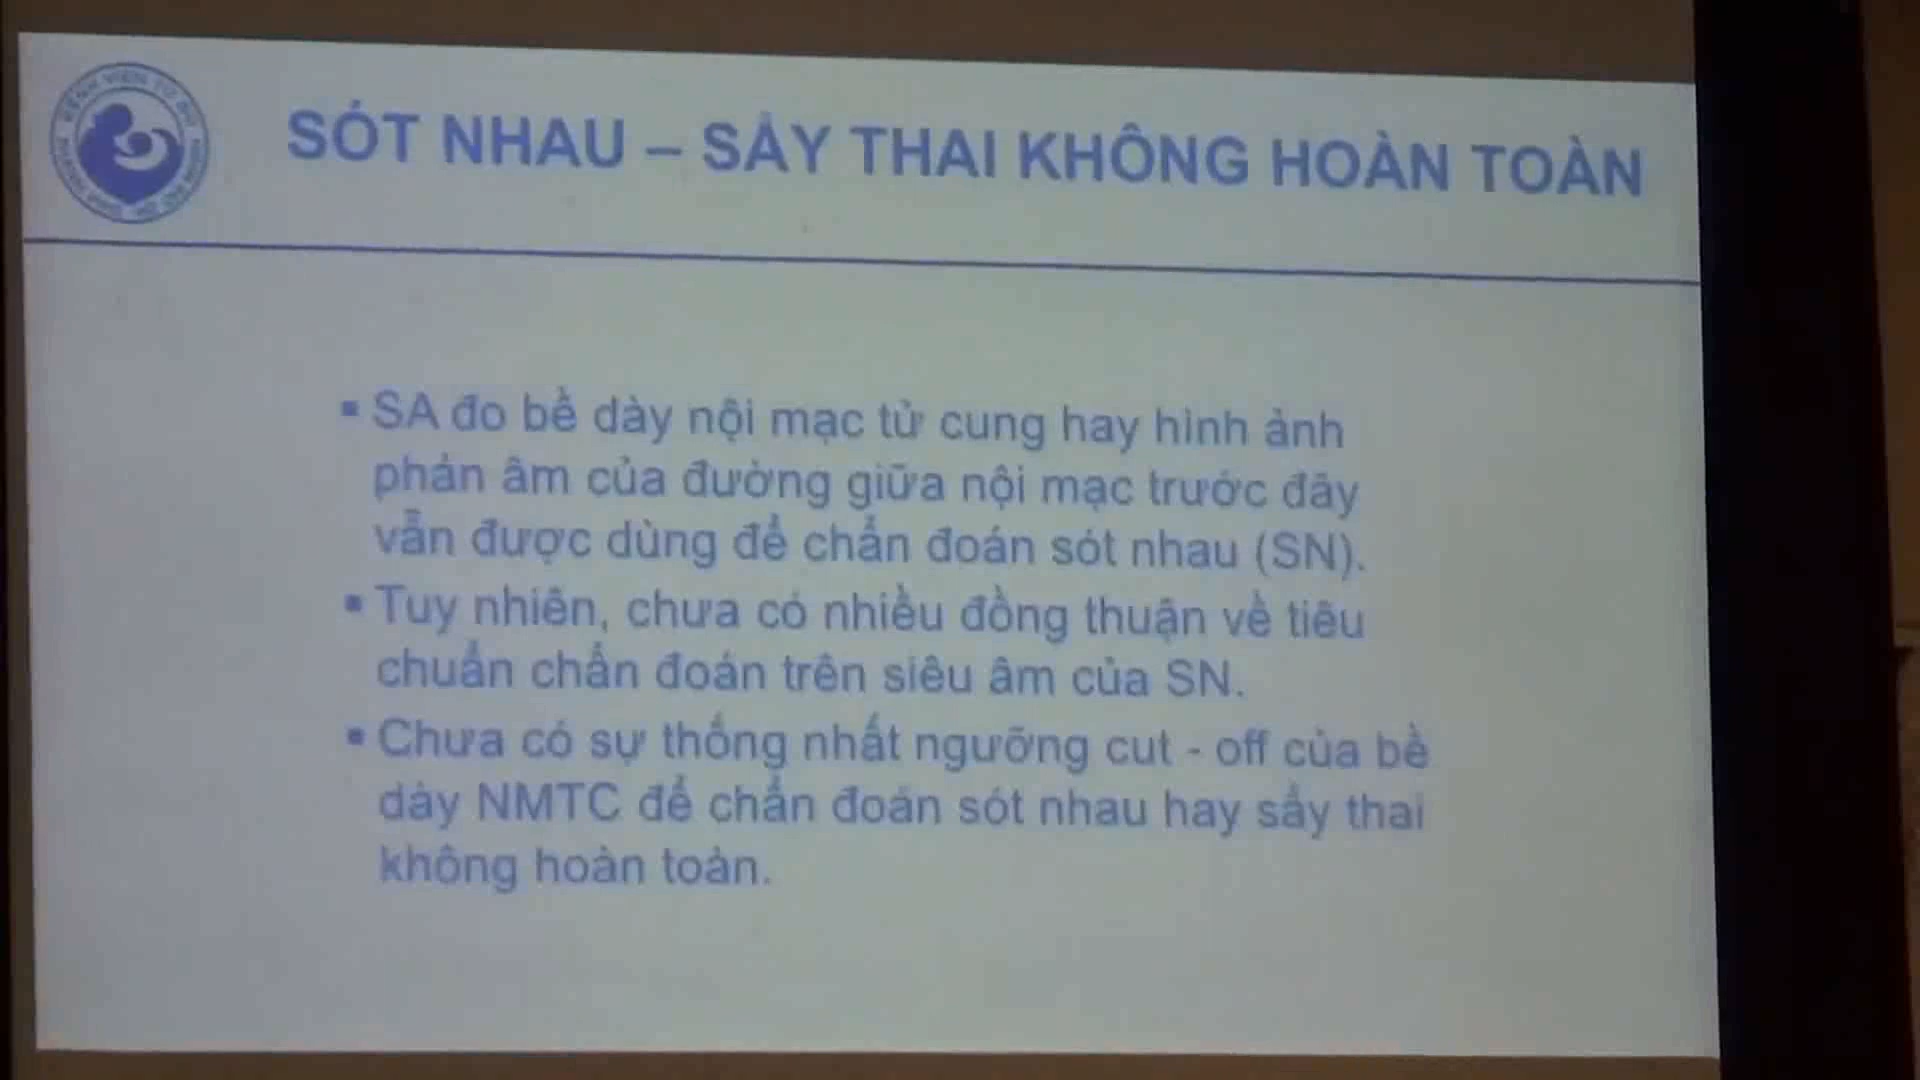 BỆNH VIỆN TỪ DŨ
SÓT NHAU – SẢY THAI KHÔNG HOÀN TOÀN
▪ SA đo bề dày nội mạc tử cung hay hình ảnh
phản âm của đường giữa nội mạc trước đây
vẫn được dùng để chẩn đoán sót nhau (SN).
▪ Tuy nhiên, chưa có nhiều đồng thuận về tiêu
chuẩn chẩn đoán trên siêu âm của SN.
▪ Chưa có sự thống nhất ngưỡng cut - off của bề
dày NMTC để chẩn đoán sót nhau hay sẩy thai
không hoàn toàn.